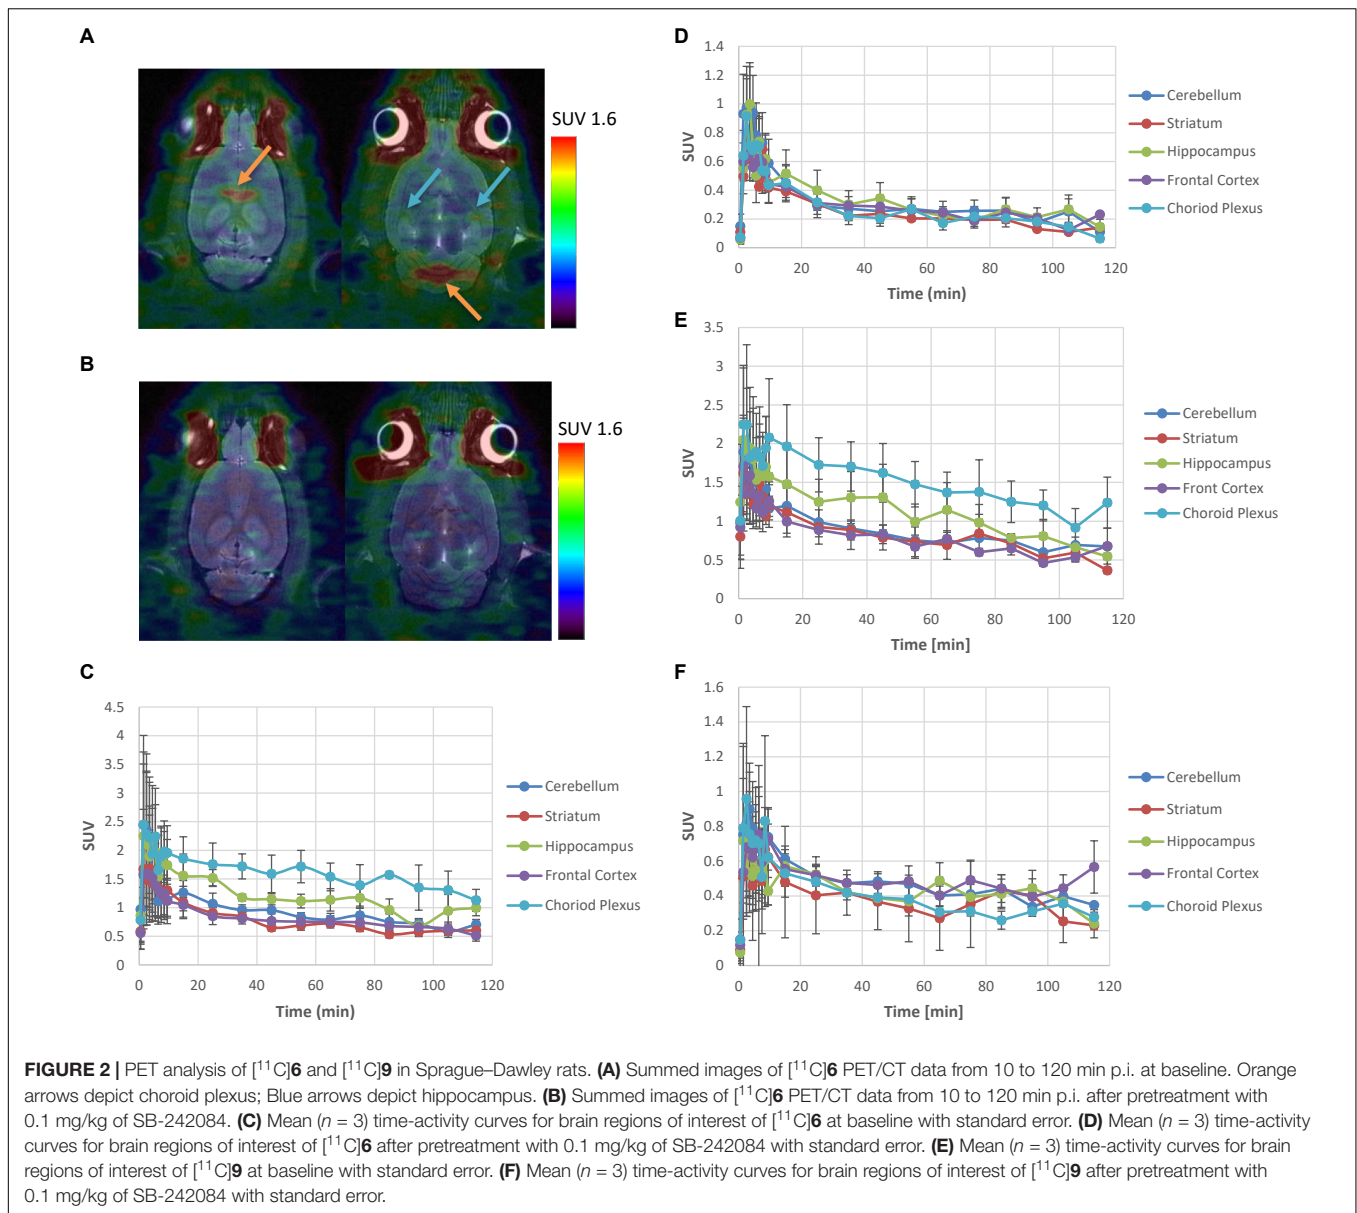 A
SUV 1.6
B
SUV 1.6
C
4.5
4
3.5
3
2.5
2
1.5
1
0.5
0
SUV
0 20 40 60 80 100 120
Time (min)
Cerebellum
Striatum
Hippocampus
Frontal Cortex
Choriod Plexus
D
1.4
1.2
1
0.8
0.6
0.4
0.2
0
SUV
0 20 40 60 80 100 120
Time (min)
Cerebellum
Striatum
Hippocampus
Frontal Cortex
Choriod Plexus
E
3.5
3
2.5
2
1.5
1
0.5
0
SUV
0 20 40 60 80 100 120
Time [min]
Cerebellum
Striatum
Hippocampus
Front Cortex
Choroid Plexus
F
1.6
1.4
1.2
1
0.8
0.6
0.4
0.2
0
SUV
0 20 40 60 80 100 120
Time [min]
Cerebellum
Striatum
Hippocampus
Frontal Cortex
Choroid Plexus
FIGURE 2 | PET analysis of [¹¹C]6 and [¹¹C]9 in Sprague–Dawley rats. (A) Summed images of [¹¹C]6 PET/CT data from 10 to 120 min p.i. at baseline. Orange
arrows depict choroid plexus; Blue arrows depict hippocampus. (B) Summed images of [¹¹C]6 PET/CT data from 10 to 120 min p.i. after pretreatment with
0.1 mg/kg of SB-242084. (C) Mean (n = 3) time-activity curves for brain regions of interest of [¹¹C]6 at baseline with standard error. (D) Mean (n = 3) time-activity
curves for brain regions of interest of [¹¹C]6 after pretreatment with 0.1 mg/kg of SB-242084 with standard error. (E) Mean (n = 3) time-activity curves for brain
regions of interest of [¹¹C]9 at baseline with standard error. (F) Mean (n = 3) time-activity curves for brain regions of interest of [¹¹C]9 after pretreatment with
0.1 mg/kg of SB-242084 with standard error.